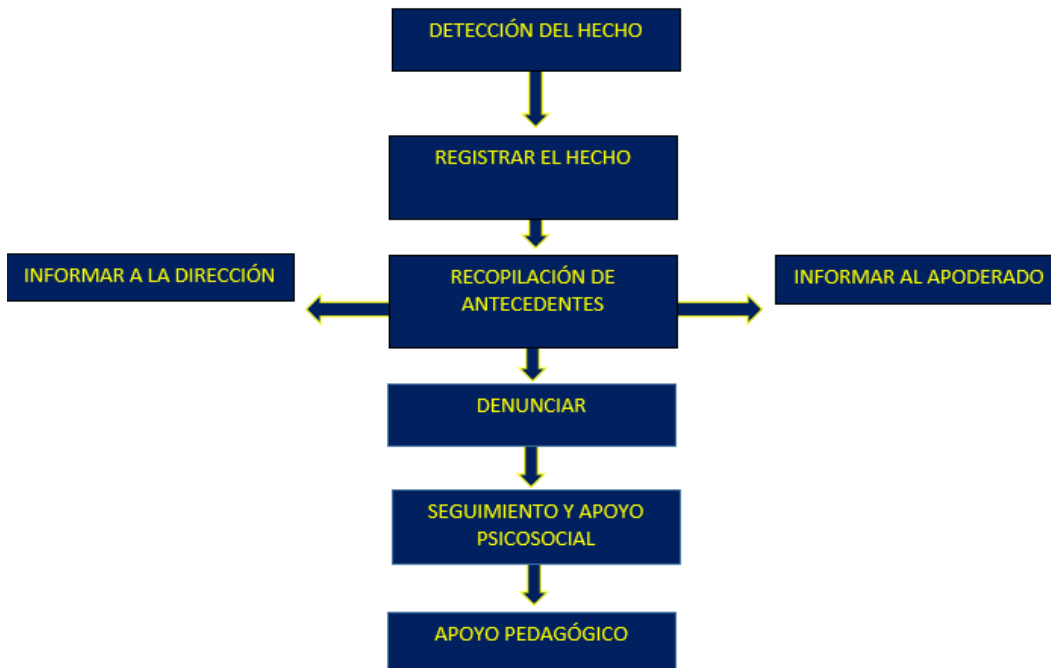 DETECCIÓN DEL HECHO
REGISTRAR EL HECHO
INFORMAR A LA DIRECCIÓN
RECOPILACIÓN DE
ANTECEDENTES
INFORMAR AL APODERADO
DENUNCIAR
SEGUIMIENTO Y APOYO
PSICOSOCIAL
APOYO PEDAGÓGICO